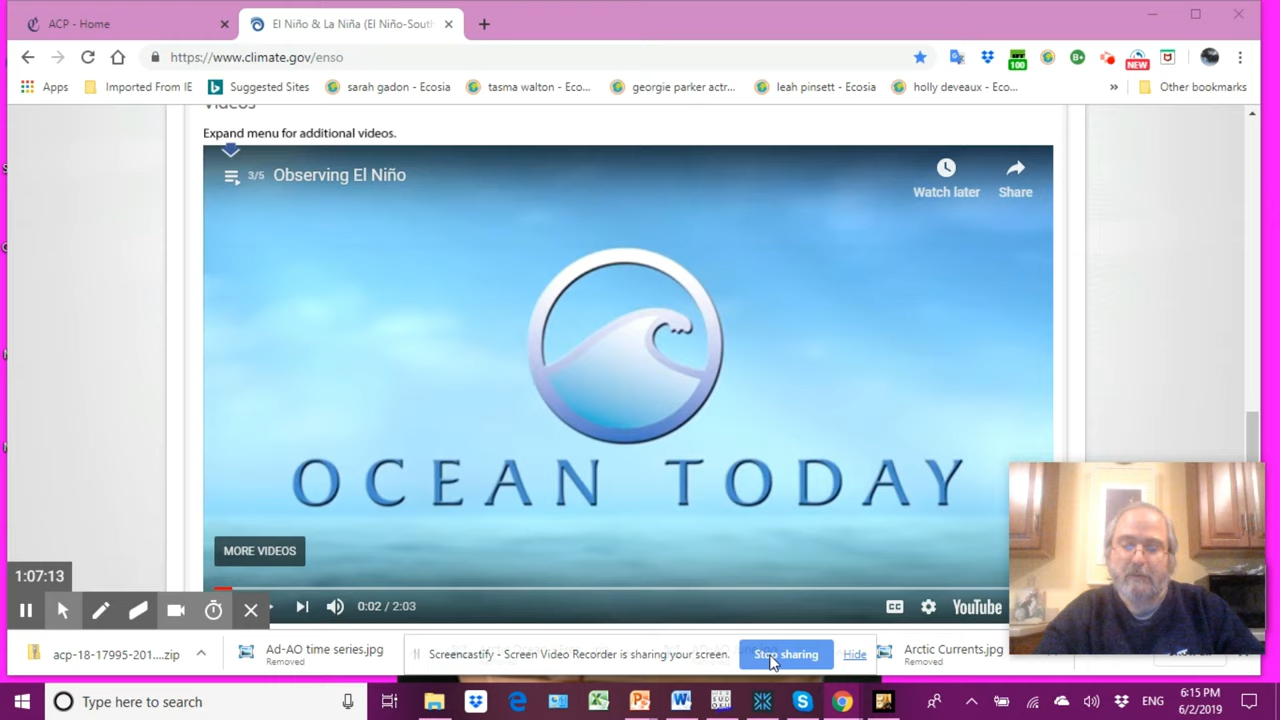 ACP - Home
El Niño & La Niña (El Niño-South
https://www.climate.gov/enso
100
B+
NEW
Apps
Imported From IE
Suggested Sites
sarah gadon - Ecosia
tasma walton - Eco...
georgie parker actr...
leah pinsett - Ecosia
holly deveaux - Eco...
»
Other bookmarks
Videos
Expand menu for additional videos.
3/5
Observing El Niño
Watch later
Share
OCEAN TODAY
MORE VIDEOS
1:07:13
0:02 / 2:03
CC
YouTube
acp-18-17995-201....zip
Ad-AO time series.jpg
Removed
Screencastify - Screen Video Recorder is sharing your screen.
Stop sharing
Hide
Arctic Currents.jpg
Removed
Type here to search
ENG
6:15 PM
6/2/2019